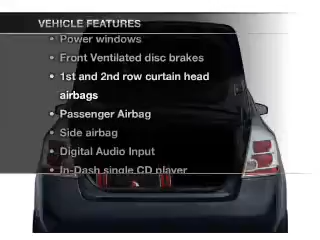 VEHICLE FEATURES
• Power windows
• Front Ventilated disc brakes
• 1st and 2nd row curtain head
airbags
• Passenger Airbag
• Side airbag
• Digital Audio Input
• In-Dash single CD player